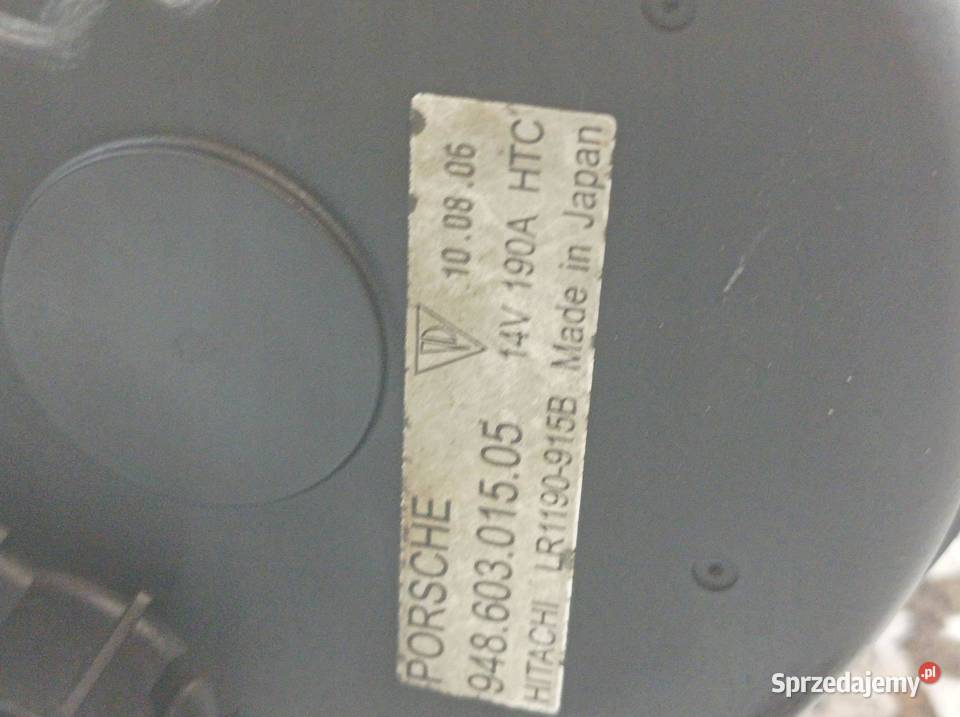 PORSCHE 10.08.06
948.603.015.05 14V 190A HTC
HITACHI LR1190-915B Made in Japan
Sprzedajemy.pl